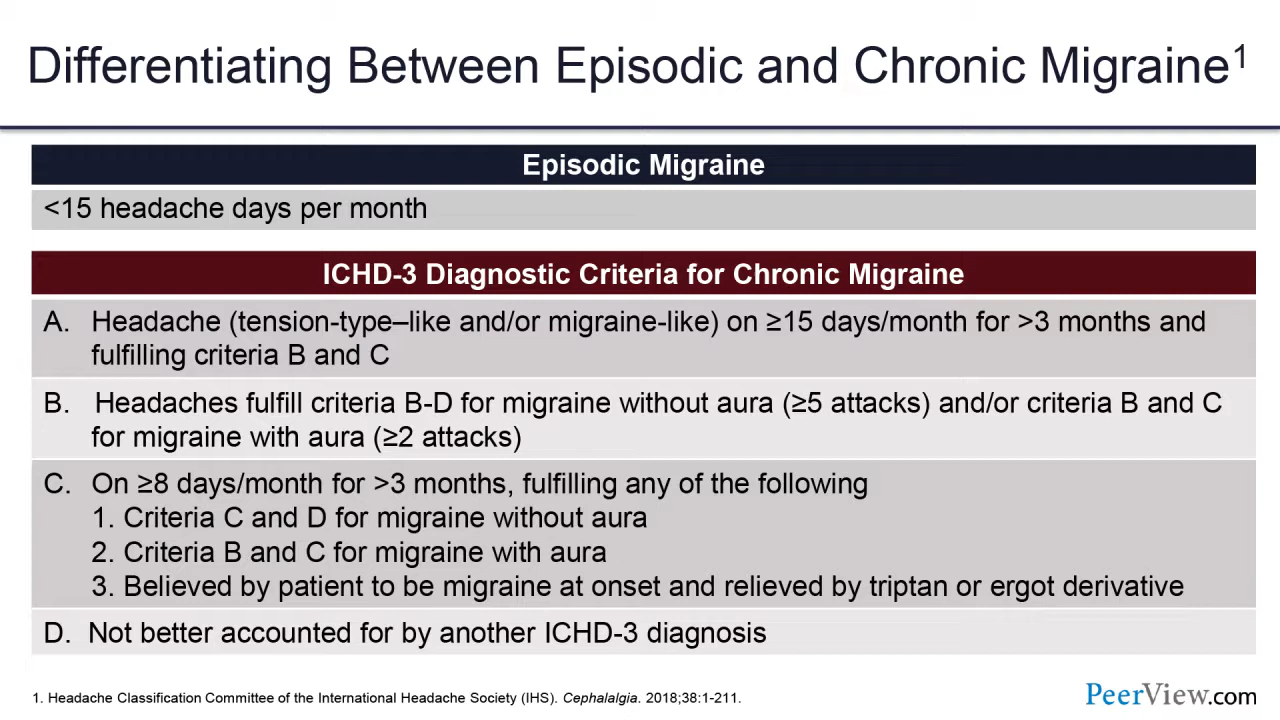 Differentiating Between Episodic and Chronic Migraine¹
Episodic Migraine
<15 headache days per month
ICHD-3 Diagnostic Criteria for Chronic Migraine
A. Headache (tension-type–like and/or migraine-like) on ≥15 days/month for >3 months and
fulfilling criteria B and C
B. Headaches fulfill criteria B-D for migraine without aura (≥5 attacks) and/or criteria B and C
for migraine with aura (≥2 attacks)
C. On ≥8 days/month for >3 months, fulfilling any of the following
1. Criteria C and D for migraine without aura
2. Criteria B and C for migraine with aura
3. Believed by patient to be migraine at onset and relieved by triptan or ergot derivative
D. Not better accounted for by another ICHD-3 diagnosis
1. Headache Classification Committee of the International Headache Society (IHS). Cephalalgia. 2018;38:1-211.
PeerView.com